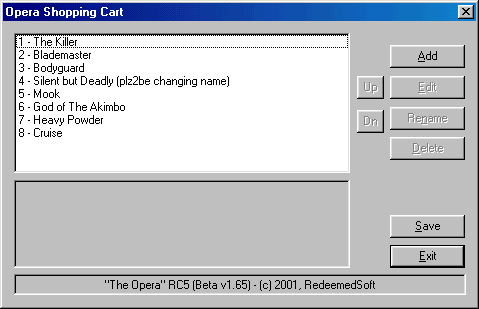 Opera Shopping Cart
1 - The Killer
2 - Blademaster
3 - Bodyguard
4 - Silent but Deadly (plz2be changing name)
5 - Mook
6 - God of The Akimbo
7 - Heavy Powder
8 - Cruise
Up
Dn
Add
Edit
Rename
Delete
Save
Exit
"The Opera" RC5 (Beta v1.65) - (c) 2001, RedeemedSoft